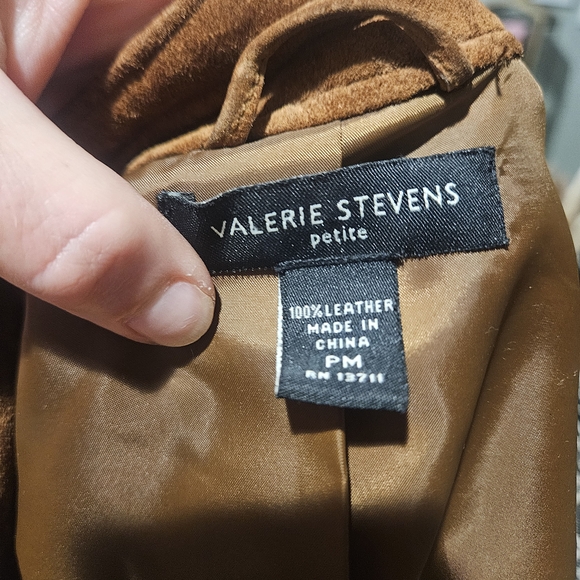 VALERIE STEVENS
petite
100% LEATHER
MADE IN
CHINA
PM
RN 13711